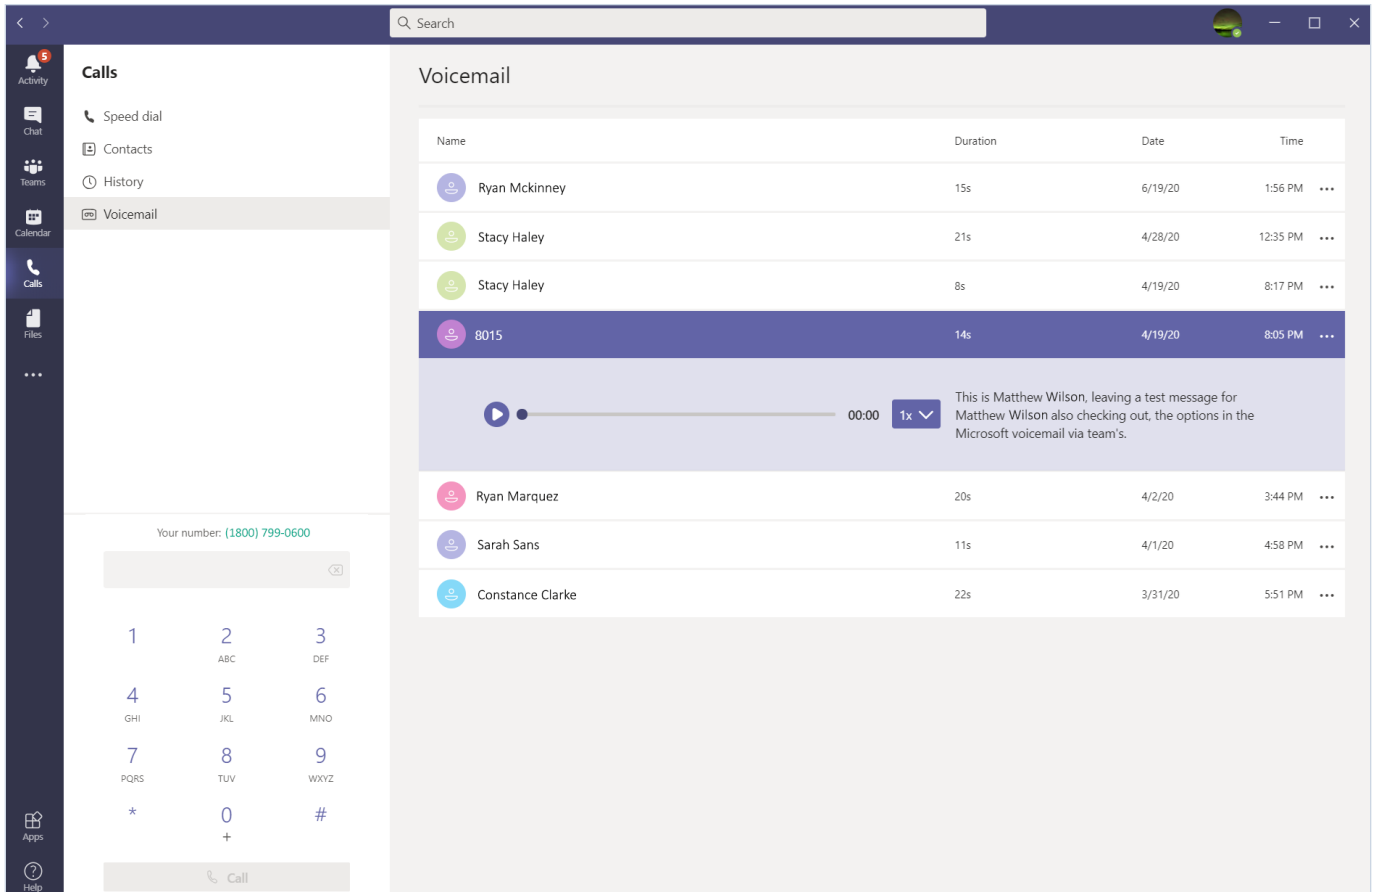 Search
5
Activity
Chat
Teams
Calendar
Calls
Files
Apps
Help
Calls
Speed dial
Contacts
History
Voicemail
Your number: (1800) 799-0600
1 2 3
ABC DEF
4 5 6
GHI JKL MNO
7 8 9
PQRS TUV WXYZ
* 0 #
+
Call
Voicemail
Name Duration Date Time
Ryan Mckinney 15s 6/19/20 1:56 PM
Stacy Haley 21s 4/28/20 12:35 PM
Stacy Haley 8s 4/19/20 8:17 PM
8015 14s 4/19/20 8:05 PM
00:00 1x
This is Matthew Wilson, leaving a test message for
Matthew Wilson also checking out, the options in the
Microsoft voicemail via team's.
Ryan Marquez 20s 4/2/20 3:44 PM
Sarah Sans 11s 4/1/20 4:58 PM
Constance Clarke 22s 3/31/20 5:51 PM